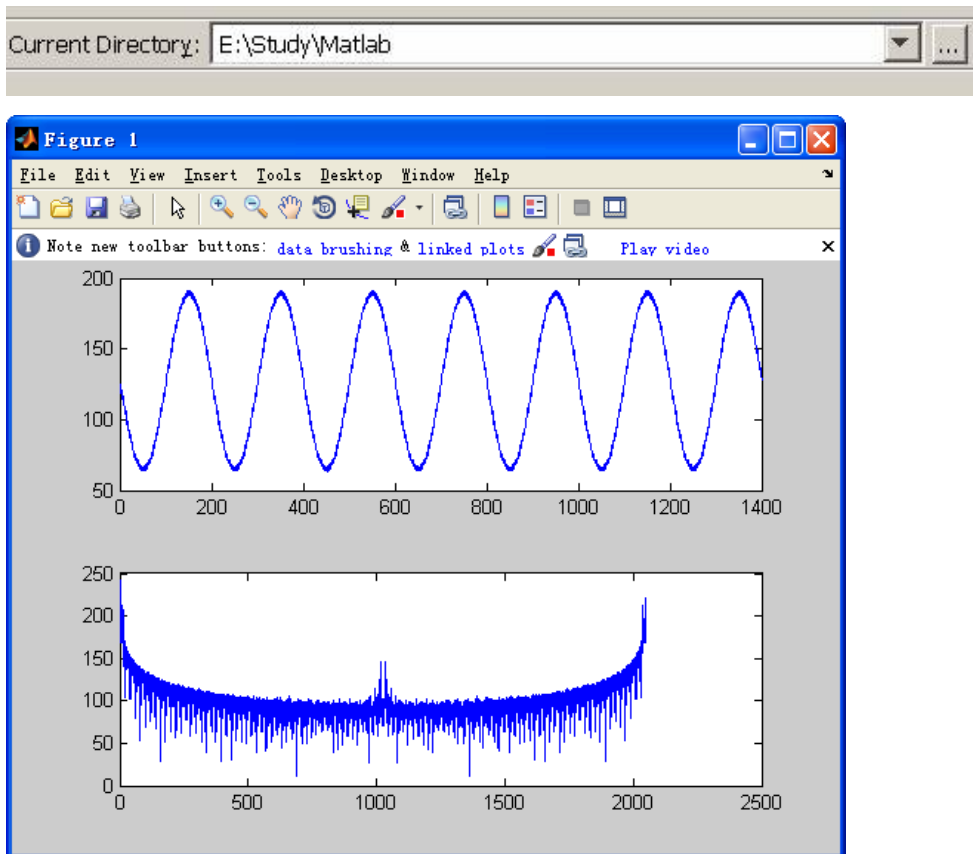 Current Directory: E:\Study\Matlab ...
Figure 1
File Edit View Insert Tools Desktop Window Help
Note new toolbar buttons: data brushing & linked plots Play video
200
150
100
50
0 200 400 600 800 1000 1200 1400
250
200
150
100
50
0
0 500 1000 1500 2000 2500